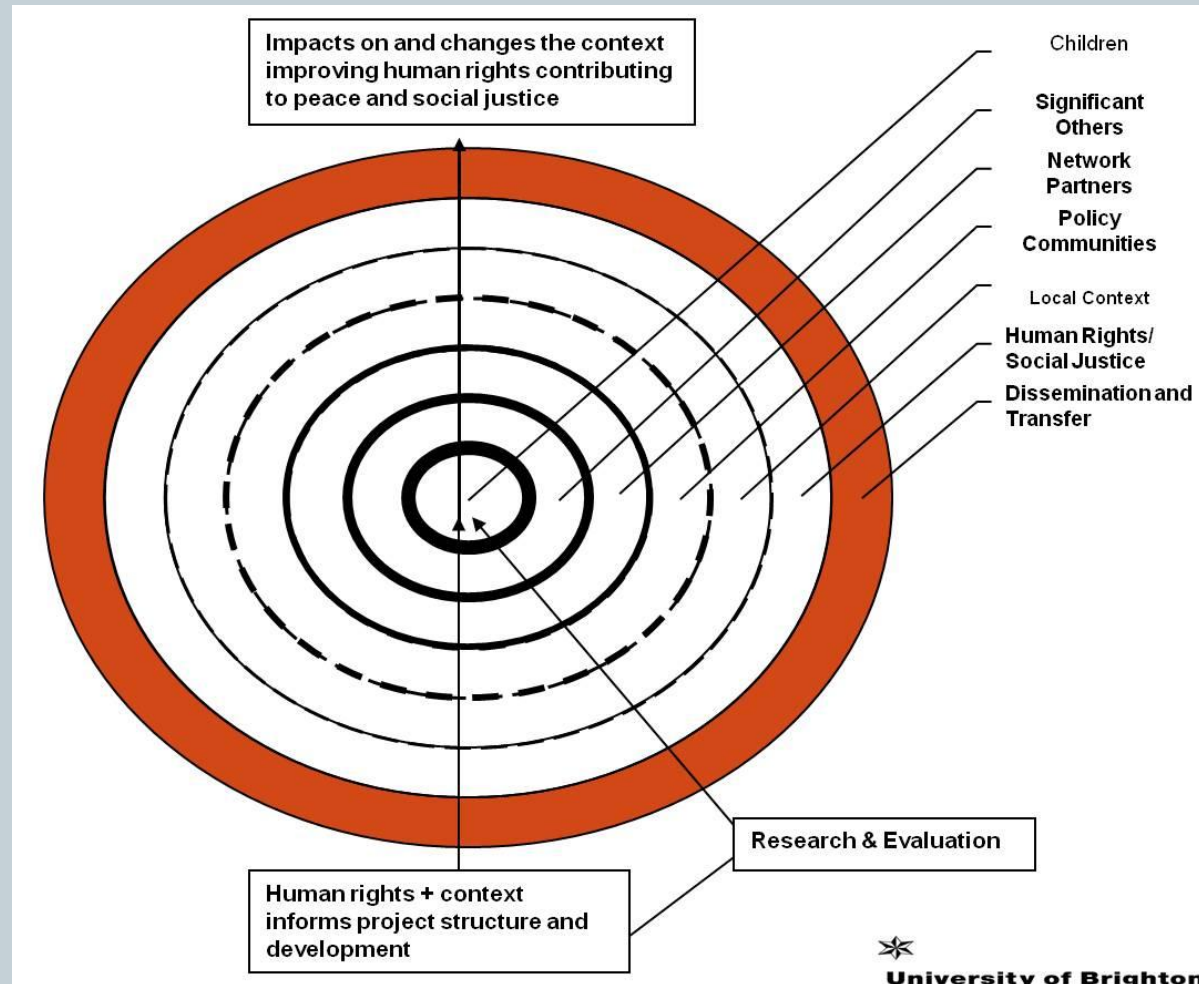 Impacts on and changes the context
improving human rights contributing
to peace and social justice
Children
Significant
Others
Network
Partners
Policy
Communities
Local Context
Human Rights/
Social Justice
Dissemination and
Transfer
Research & Evaluation
Human rights + context
informs project structure and
development
University of Brighton